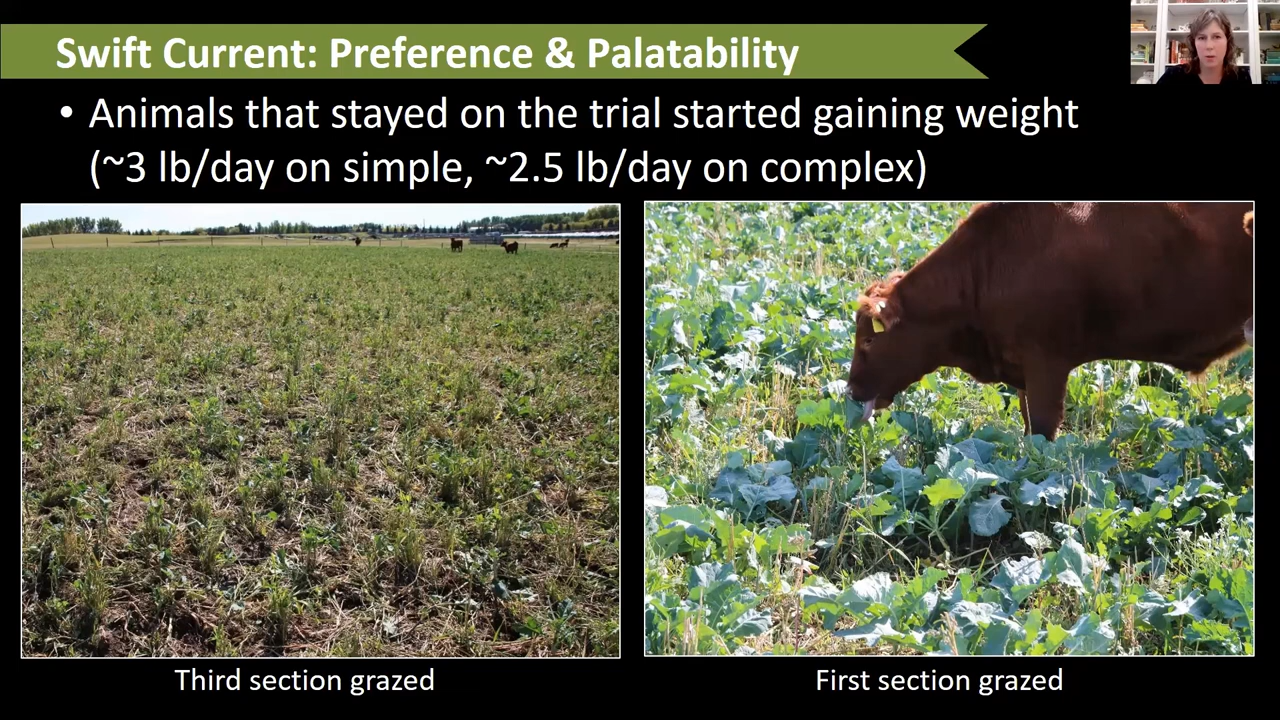 Swift Current: Preference & Palatability
• Animals that stayed on the trial started gaining weight
(~3 lb/day on simple, ~2.5 lb/day on complex)
Third section grazed
First section grazed